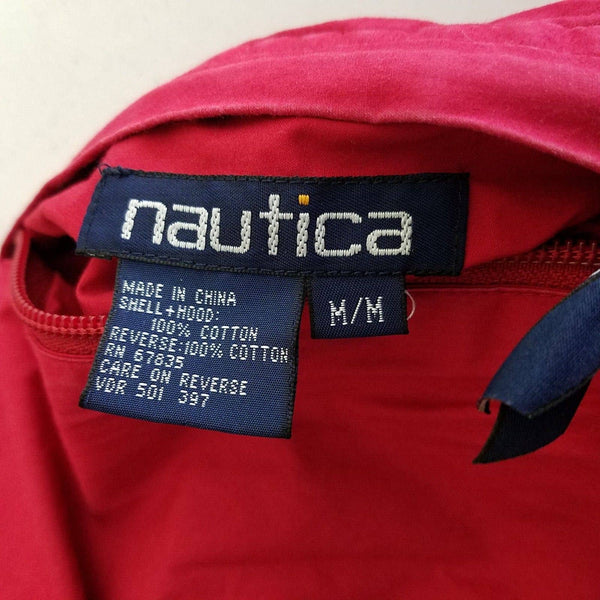 nautica
MADE IN CHINA
SHELL+HOOD:
100% COTTON
REVERSE:100% COTTON
RN 67835
CARE ON REVERSE
VDR 501 397
M/M